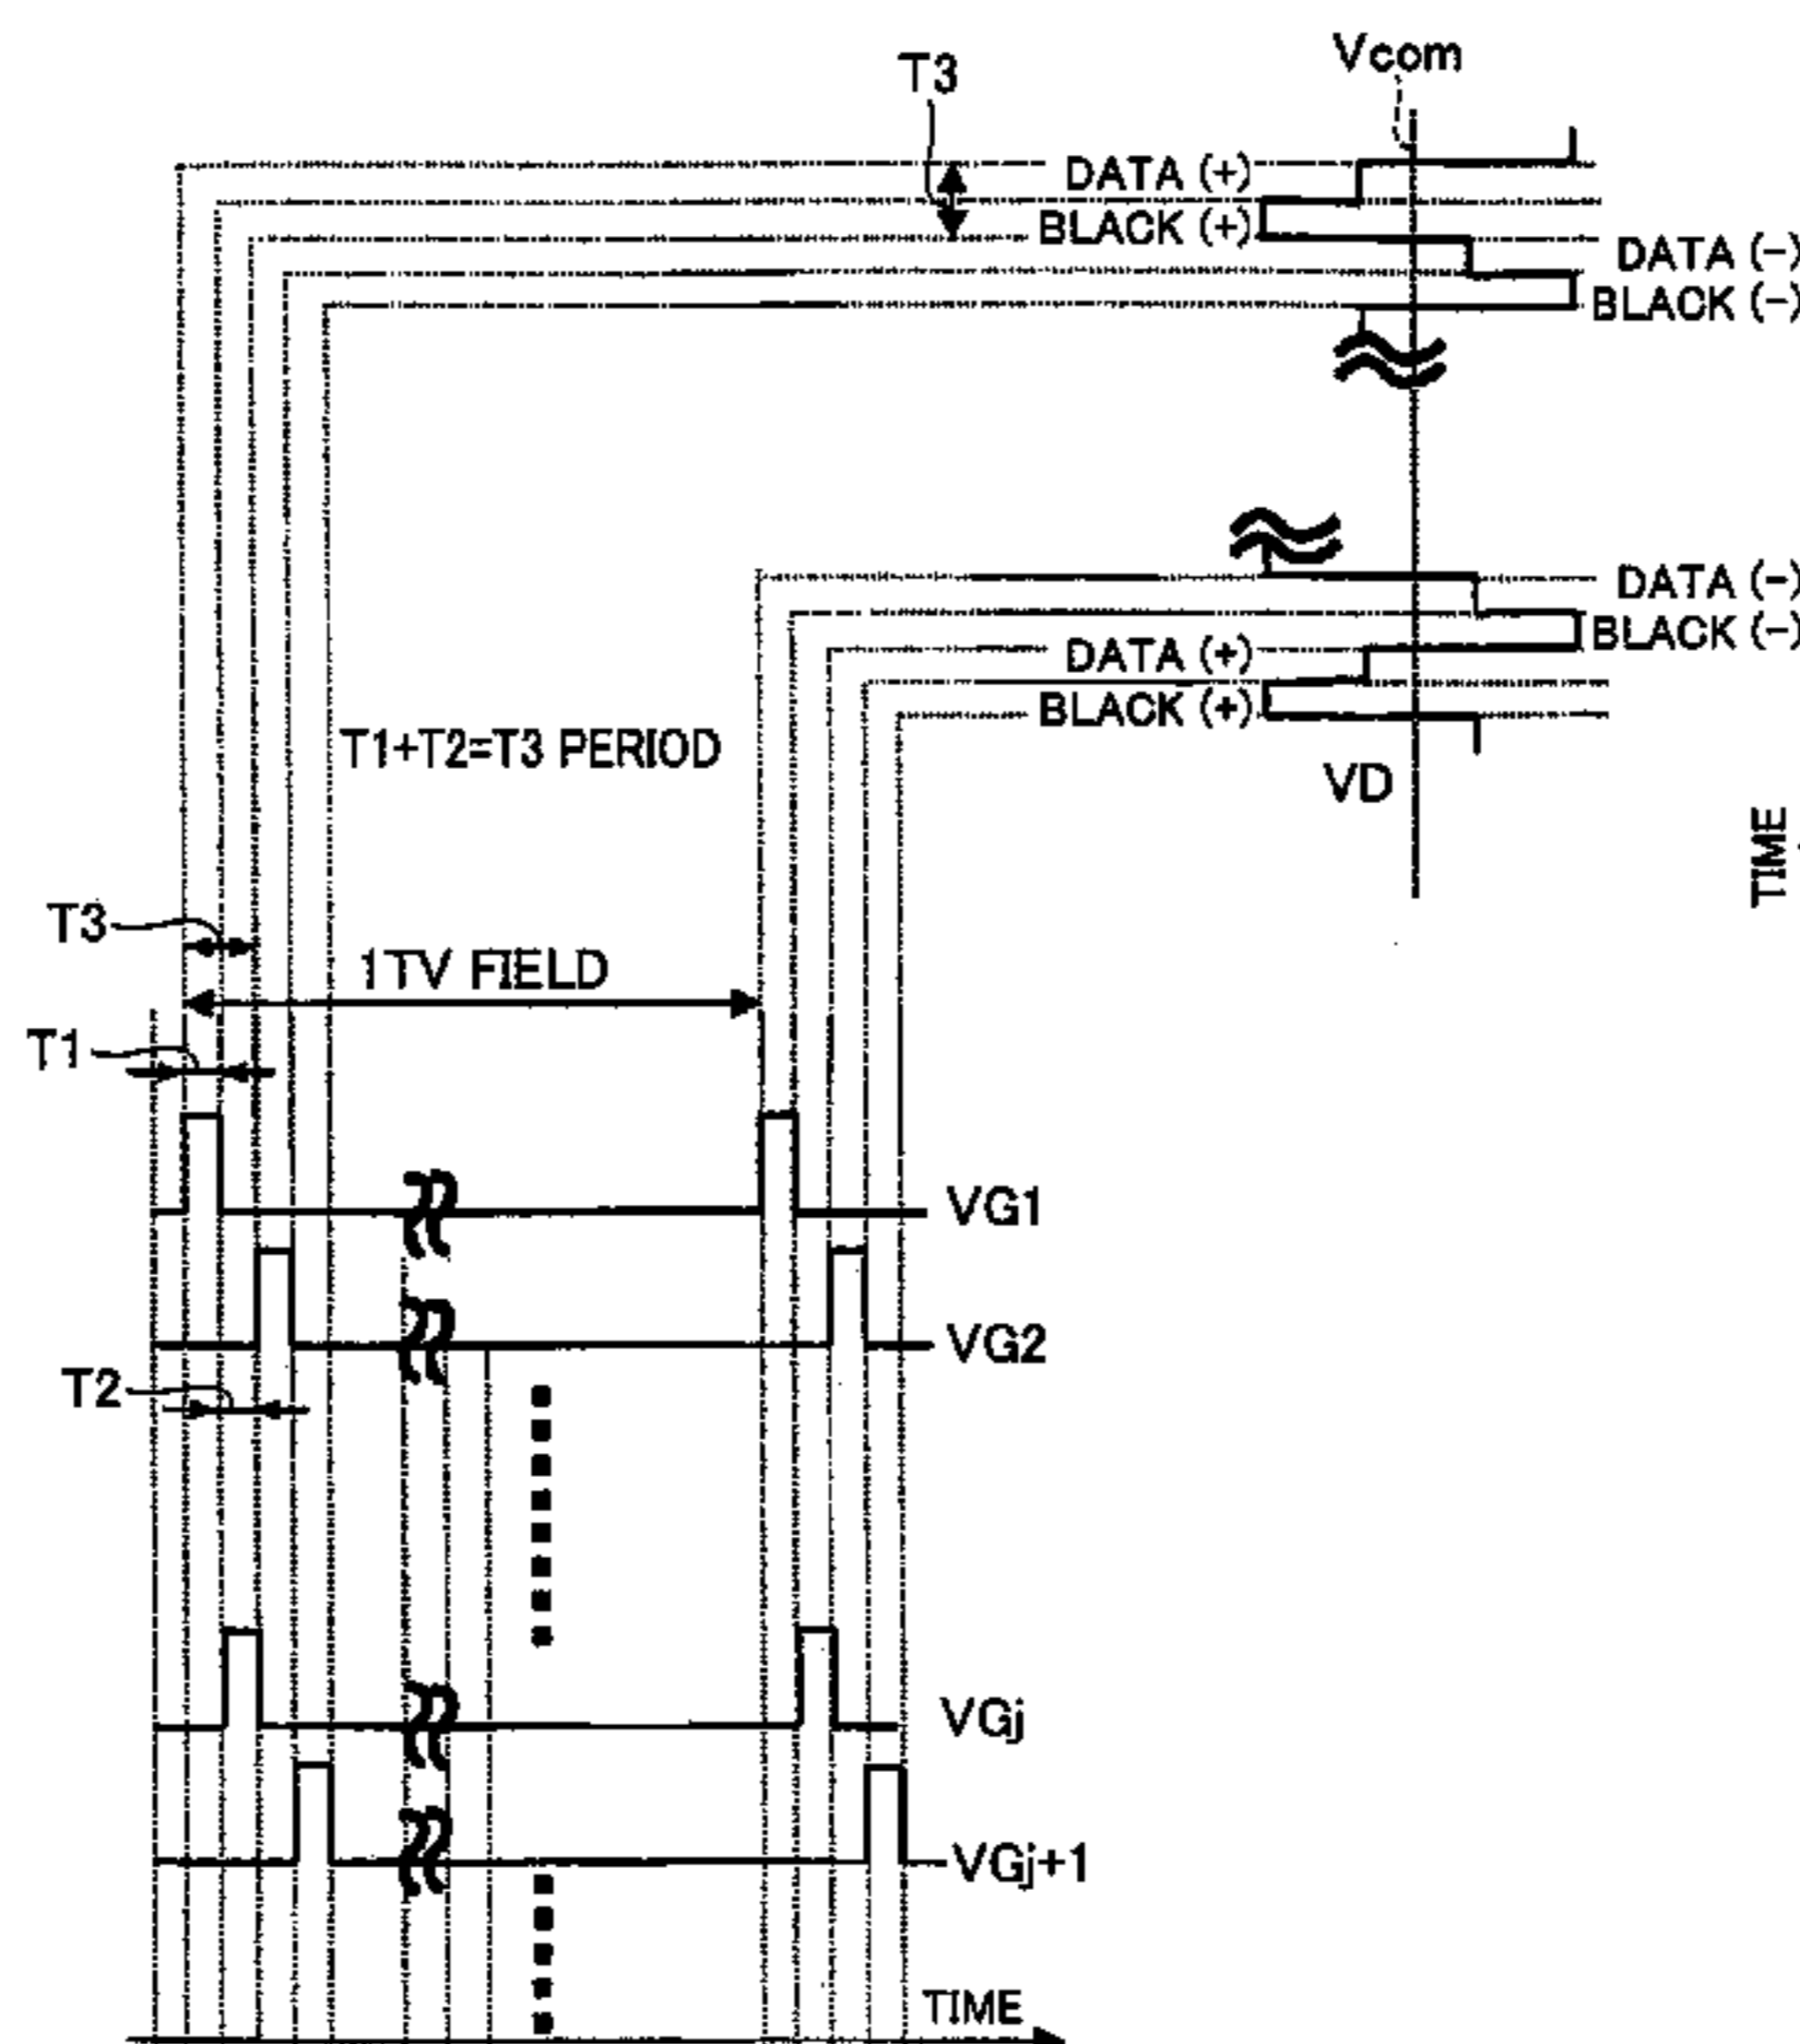 Vcom
T3
DATA (+)
BLACK (+)
DATA (-)
BLACK (-)
DATA (-)
BLACK (-)
DATA (+)
BLACK (+)
T1+T2=T3 PERIOD
VD
TIME
T3
1TV FIELD
T1
VG1
VG2
T2
VGj
VGj+1
TIME